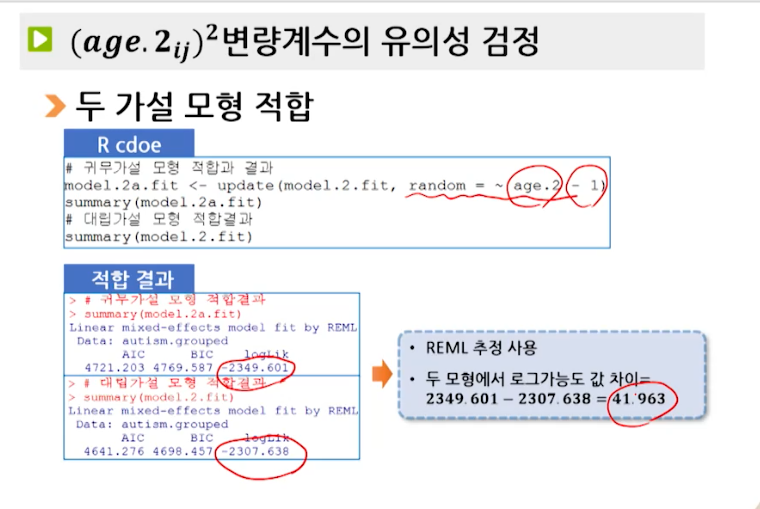 (age.2ij)²변량계수의 유의성 검정
두 가설 모형 적합
R cdoe
# 귀무가설 모형 적합과 결과
model.2a.fit <- update(model.2.fit, random = ~ age.2 - 1)
summary(model.2a.fit)
# 대립가설 모형 적합결과
summary(model.2.fit)
적합 결과
> # 귀무가설 모형 적합결과
> summary(model.2a.fit)
Linear mixed-effects model fit by REML
Data: autism.grouped
AIC BIC logLik
4721.203 4769.587 -2349.601
> # 대립가설 모형 적합결과
> summary(model.2.fit)
Linear mixed-effects model fit by REML
Data: autism.grouped
AIC BIC logLik
4641.276 4698.457 -2307.638
• REML 추정 사용
• 두 모형에서 로그가능도 값 차이=
2349.601 − 2307.638 = 41.963